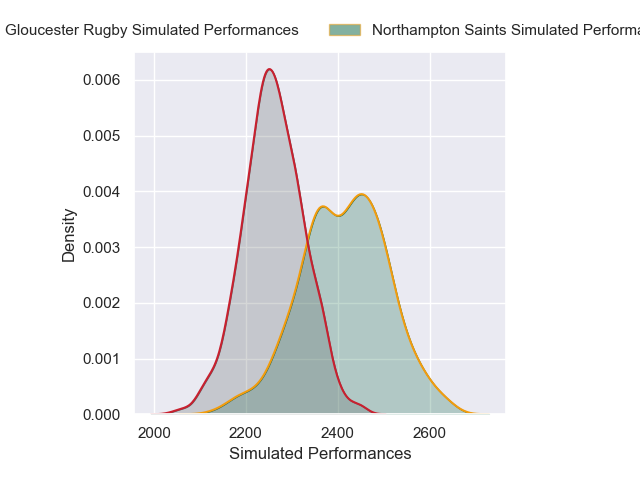 Gloucester Rugby Simulated Performances
Northampton Saints Simulated
0.006
0.005
0.004
0.003
0.002
0.001
0.000
Density
2000 2200 2400 2600
Simulated Performances